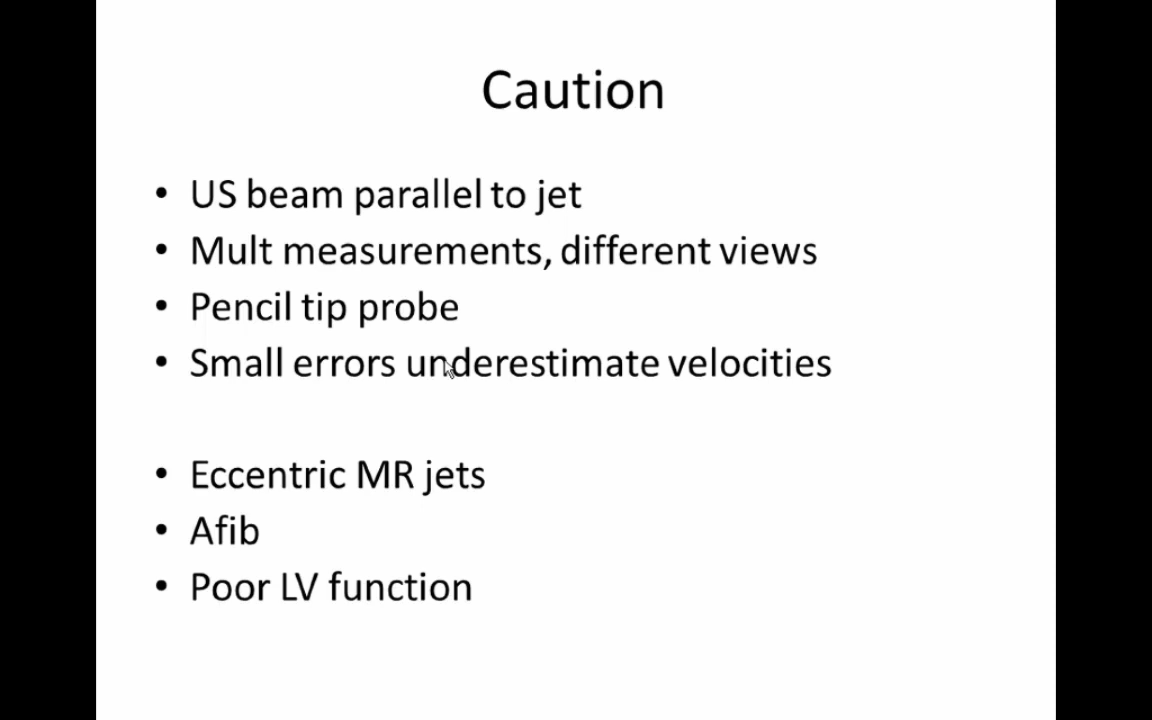 Caution
• US beam parallel to jet
• Mult measurements, different views
• Pencil tip probe
• Small errors underestimate velocities
• Eccentric MR jets
• Afib
• Poor LV function